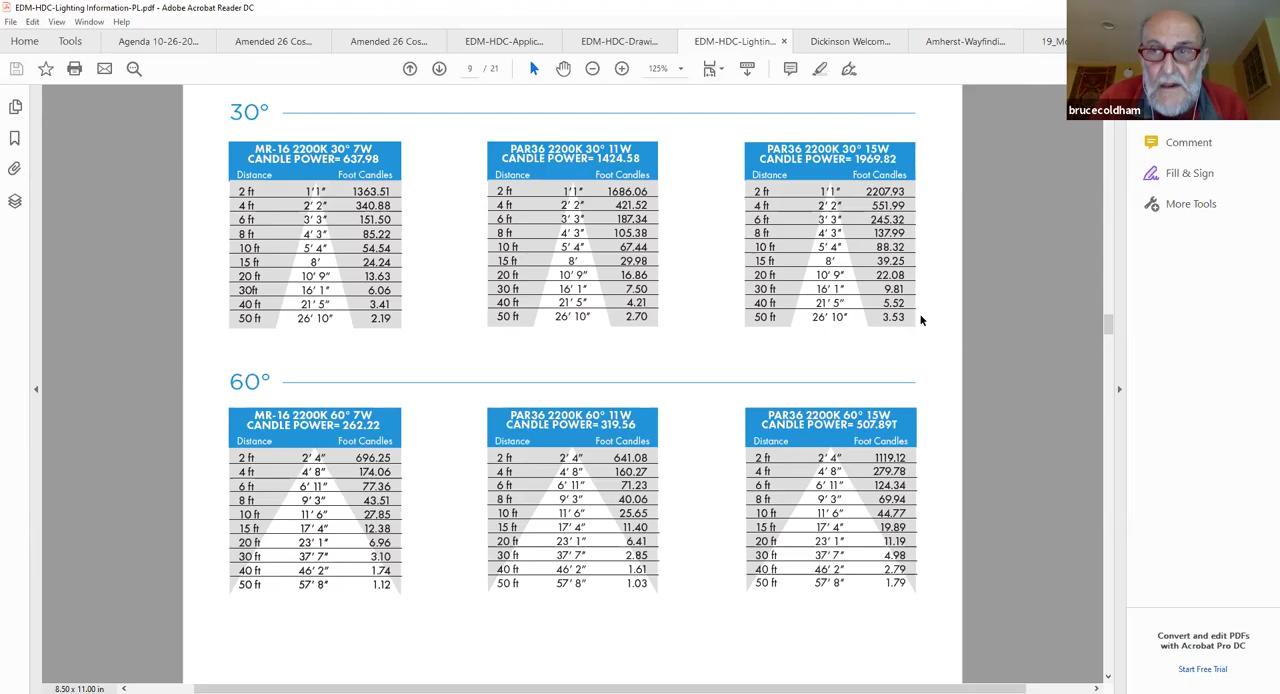 EDM-HDC-Lighting Information-PL.pdf - Adobe Acrobat Reader DC
File Edit View Window Help
Home Tools Agenda 10-26-20... Amended 26 Cos... Amended 26 Cos... EDM-HDC-Applic... EDM-HDC-Drawi... EDM-HDC-Lightin... × Dickinson Welcom... Amherst-Wayfindi...
9 / 21 125%
brucecoldham
30°
MR-16 2200K 30° 7W
CANDLE POWER= 637.98
Distance Foot Candles
2 ft 1'1" 1363.51
4 ft 2' 2" 340.88
6 ft 3' 3" 151.50
8 ft 4' 3" 85.22
10 ft 5' 4" 54.54
15 ft 8' 24.24
20 ft 10' 9" 13.63
30ft 16' 1" 6.06
40 ft 21' 5" 3.41
50 ft 26' 10" 2.19
PAR36 2200K 30° 11W
CANDLE POWER= 1424.58
Distance Foot Candles
2 ft 1'1" 1686.06
4 ft 2' 2" 421.52
6 ft 3' 3" 187.34
8 ft 4' 3" 105.38
10 ft 5' 4" 67.44
15 ft 8' 29.98
20 ft 10' 9" 16.86
30 ft 16' 1" 7.50
40 ft 21' 5" 4.21
50 ft 26' 10" 2.70
PAR36 2200K 30° 15W
CANDLE POWER= 1969.82
Distance Foot Candles
2 ft 1'1" 2207.93
4 ft 2' 2" 551.99
6 ft 3' 3" 245.32
8 ft 4' 3" 137.99
10 ft 5' 4" 88.32
15 ft 8' 39.25
20 ft 10' 9" 22.08
30 ft 16' 1" 9.81
40 ft 21' 5" 5.52
50 ft 26' 10" 3.53
60°
MR-16 2200K 60° 7W
CANDLE POWER= 262.22
Distance Foot Candles
2 ft 2' 4" 696.25
4 ft 4' 8" 174.06
6 ft 6' 11" 77.36
8 ft 9' 3" 43.51
10 ft 11' 6" 27.85
15 ft 17' 4" 12.38
20 ft 23' 1" 6.96
30 ft 37' 7" 3.10
40 ft 46' 2" 1.74
50 ft 57' 8" 1.12
PAR36 2200K 60° 11W
CANDLE POWER= 319.56
Distance Foot Candles
2 ft 2' 4" 641.08
4 ft 4' 8" 160.27
6 ft 6' 11" 71.23
8 ft 9' 3" 40.06
10 ft 11' 6" 25.65
15 ft 17' 4" 11.40
20 ft 23' 1" 6.41
30 ft 37' 7" 2.85
40 ft 46' 2" 1.61
50 ft 57' 8" 1.03
PAR36 2200K 60° 15W
CANDLE POWER= 507.89T
Distance Foot Candles
2 ft 2' 4" 1119.12
4 ft 4' 8" 279.78
6 ft 6' 11" 124.34
8 ft 9' 3" 69.94
10 ft 11' 6" 44.77
15 ft 17' 4" 19.89
20 ft 23' 1" 11.19
30 ft 37' 7" 4.98
40 ft 46' 2" 2.79
50 ft 57' 8" 1.79
Comment
Fill & Sign
More Tools
Convert and edit PDFs
with Acrobat Pro DC
Start Free Trial
8.50 x 11.00 in